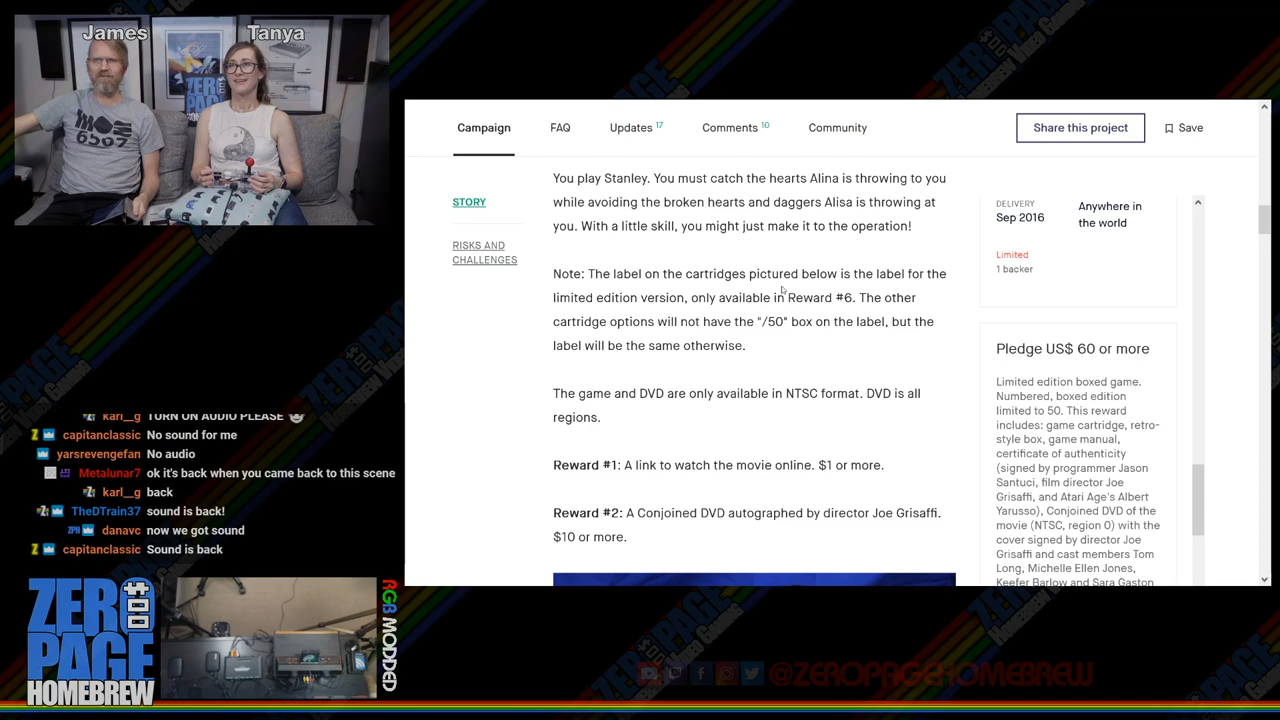 James
Tanya
Campaign
FAQ
Updates 17
Comments 10
Community
Share this project
Save
STORY
RISKS AND
CHALLENGES
You play Stanley. You must catch the hearts Alina is throwing to you
while avoiding the broken hearts and daggers Alisa is throwing at
you. With a little skill, you might just make it to the operation!
Note: The label on the cartridges pictured below is the label for the
limited edition version, only available in Reward #6. The other
cartridge options will not have the "/50" box on the label, but the
label will be the same otherwise.
The game and DVD are only available in NTSC format. DVD is all
regions.
Reward #1: A link to watch the movie online. $1 or more.
Reward #2: A Conjoined DVD autographed by director Joe Grisaffi.
$10 or more.
DELIVERY
Sep 2016
Anywhere in
the world
Limited
1 backer
Pledge US$ 60 or more
Limited edition boxed game.
Numbered, boxed edition
limited to 50. This reward
includes: game cartridge, retro-
style box, game manual,
certificate of authenticity
(signed by programmer Jason
Santuci, film director Joe
Grisaffi, and Atari Age's Albert
Yarusso), Conjoined DVD of the
movie (NTSC, region 0) with the
cover signed by director Joe
Grisaffi and cast members Tom
Long, Michelle Ellen Jones,
Keefer Barlow and Sara Gaston
karl__g TURN ON AUDIO PLEASE
capitanclassic No sound for me
yarsrevengefan No audio
Metalunar7 ok it's back when you came back to this scene
karl__g back
TheDTrain37 sound is back!
danavc now we got sound
capitanclassic Sound is back
ZERO
PAGE
HOMEBREW
RGB MODDED
@ZEROPAGEHOMEBREW